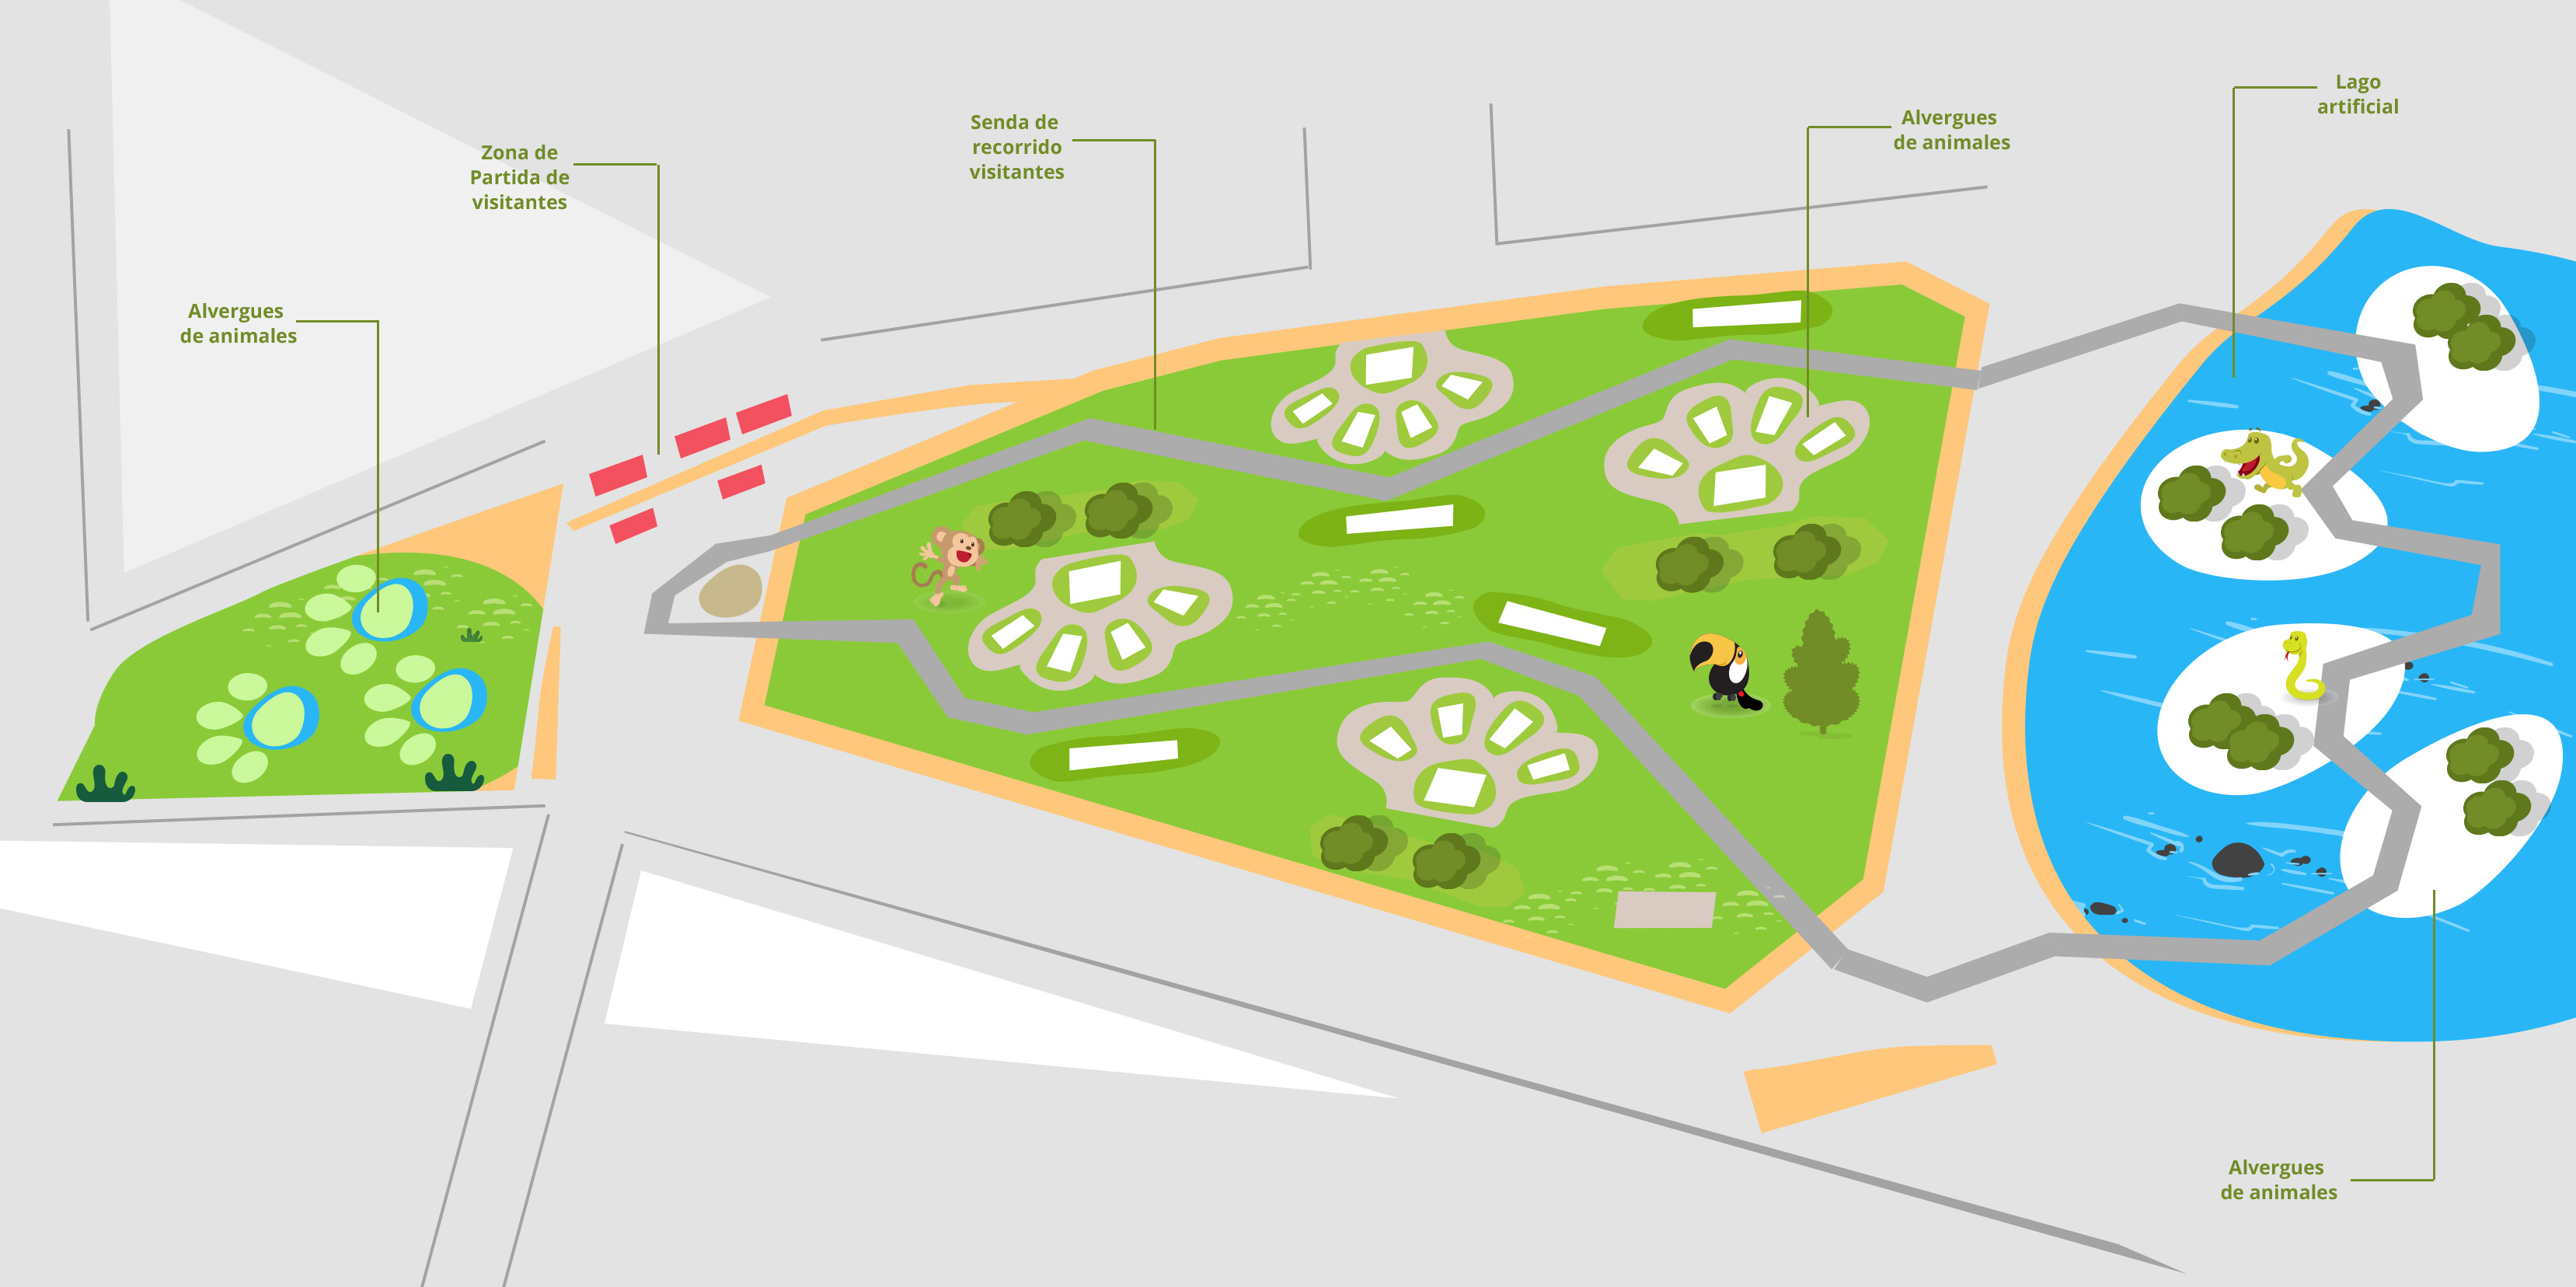 Lago
artificial
Alvergues
de animales
Senda de
recorrido
visitantes
Zona de
Partida de
visitantes
Alvergues
de animales
Alvergues
de animales